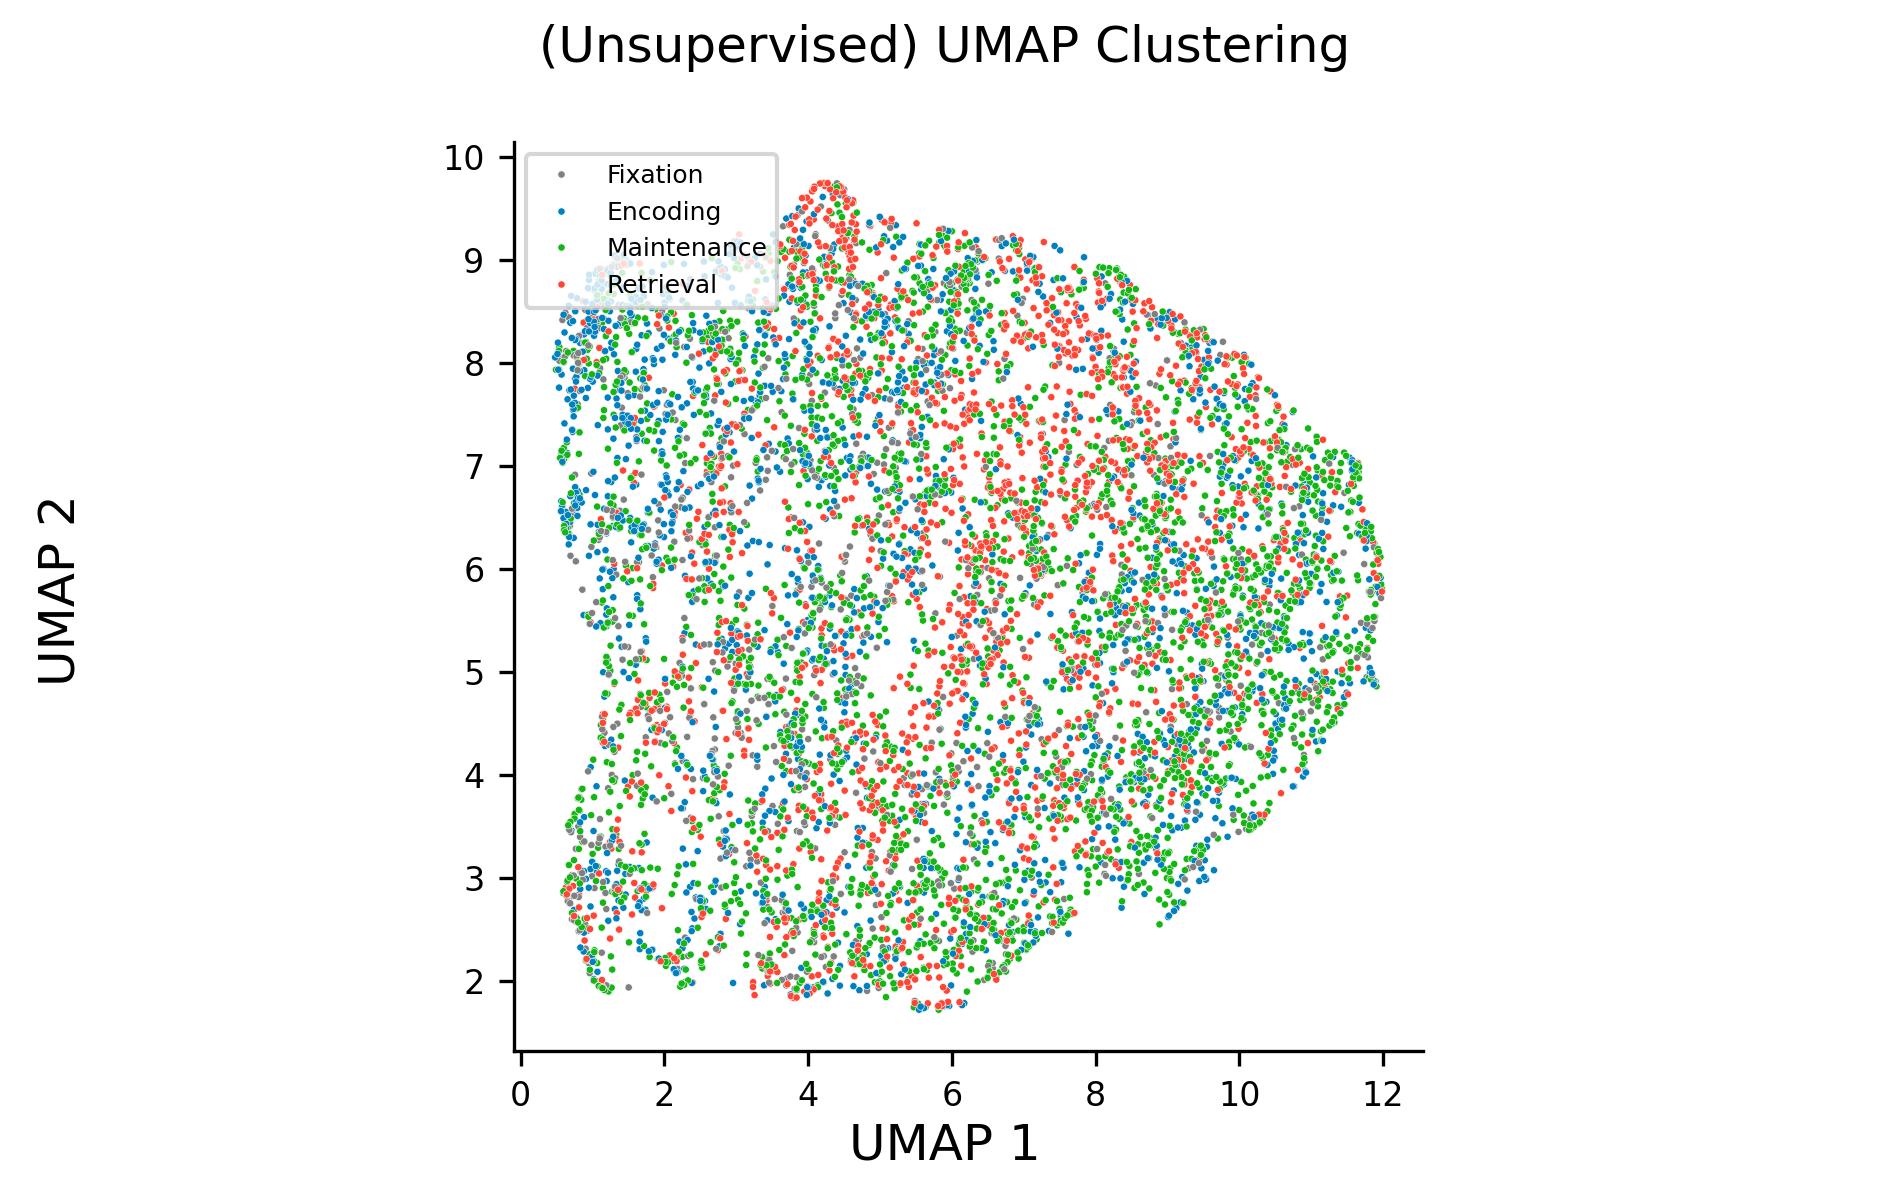 (Unsupervised) UMAP Clustering
UMAP 2
10
9
8
7
6
5
4
3
2
Fixation
Encoding
Maintenance
Retrieval
0 2 4 6 8 10 12
UMAP 1